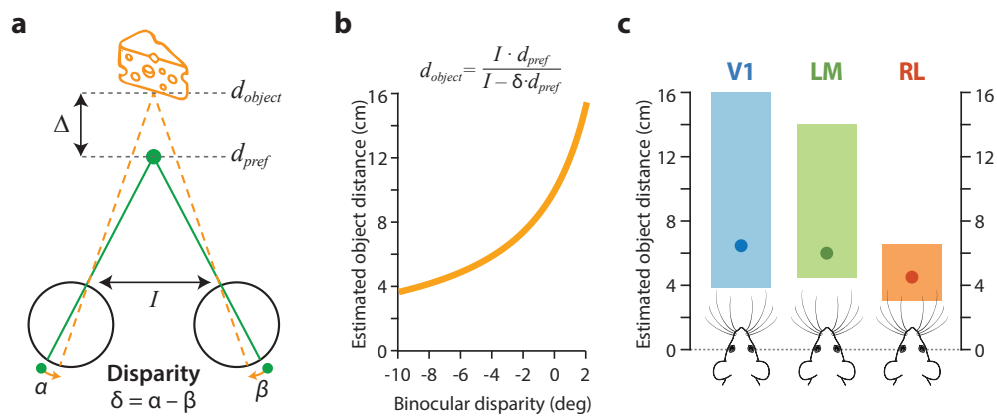 a
d_object
Δ
d_pref
I
α
β
Disparity
δ = α – β
b
d_object = I · d_pref / I – δ·d_pref
Estimated object distance (cm)
16
12
8
4
0
-10
-8
-6
-4
-2
0
2
Binocular disparity (deg)
c
V1
LM
RL
Estimated object distance (cm)
16
12
8
4
0
16
12
8
4
0